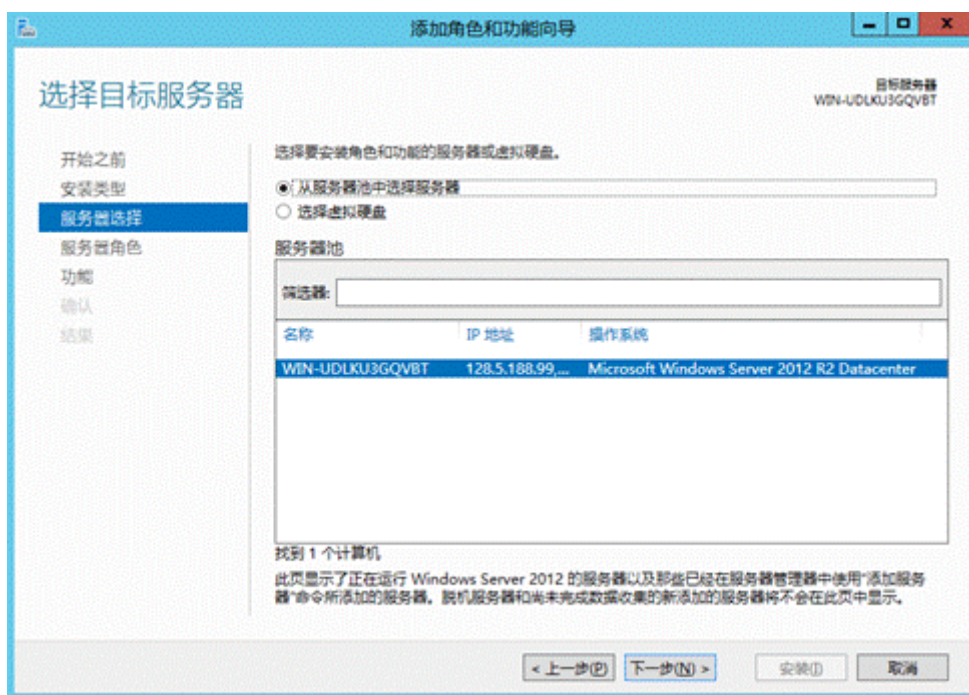 添加角色和功能向导
选择目标服务器
目标服务器
WIN-UDLKU3GQVBT
开始之前
安装类型
服务器选择
服务器角色
功能
确认
结果
选择要安装角色和功能的服务器或虚拟硬盘。
从服务器池中选择服务器
选择虚拟硬盘
服务器池
筛选器:
名称 IP 地址 操作系统
WIN-UDLKU3GQVBT 128.5.188.99,... Microsoft Windows Server 2012 R2 Datacenter
找到 1 个计算机
此页显示了正在运行 Windows Server 2012 的服务器以及那些已经在服务器管理器中使用"添加服务
器"命令所添加的服务器。脱机服务器和尚未完成数据收集的新添加的服务器将不会在此页中显示。
< 上一步(P) 下一步(N) > 安装(I) 取消